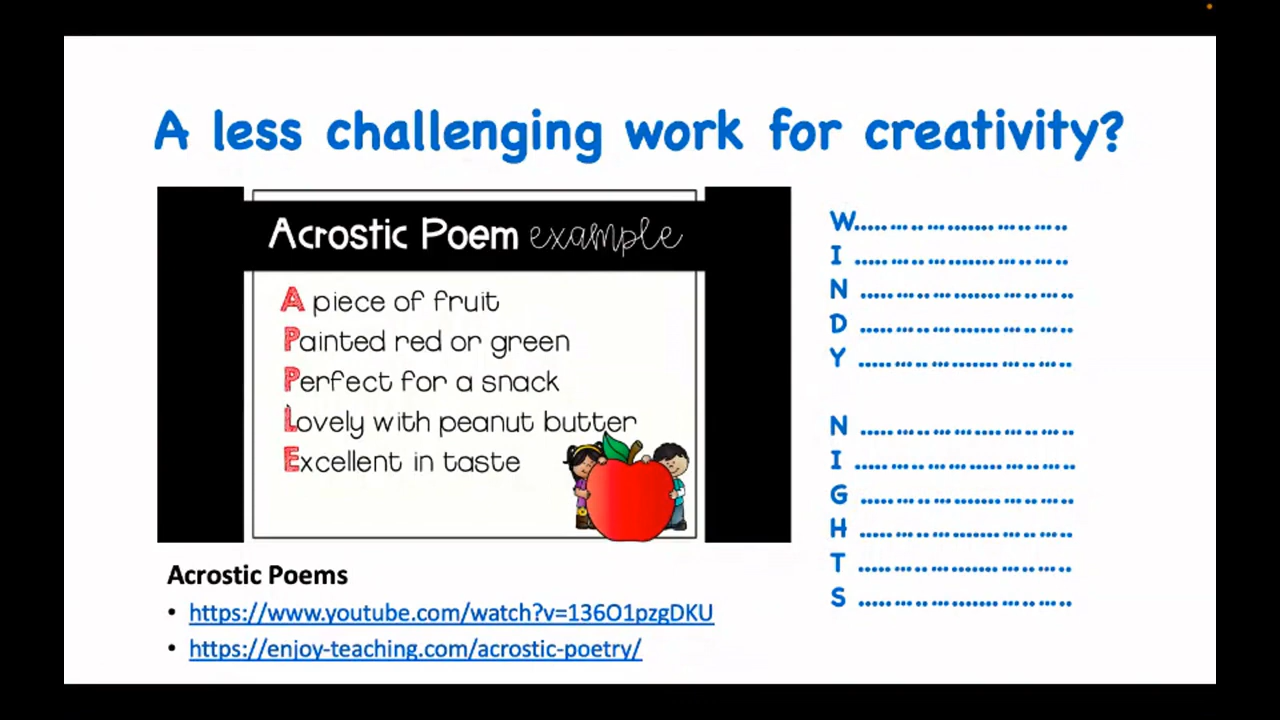 A less challenging work for creativity?
Acrostic Poem example
A piece of fruit
Painted red or green
Perfect for a snack
Lovely with peanut butter
Excellent in taste
Acrostic Poems
• https://www.youtube.com/watch?v=136O1pzgDKU
• https://enjoy-teaching.com/acrostic-poetry/
W..... ... .. ... ....... ... .. ...
I ..... ... .. ... ....... ... .. ...
N ..... ... .. ... ....... ... .. ...
D ..... ... .. ... ....... ... .. ...
Y ..... ... .. ... ....... ... .. ...
N ..... ... .. ... ....... ... .. ...
I ..... ... .. ... ....... ... .. ...
G ..... ... .. ... ....... ... .. ...
H ..... ... .. ... ....... ... .. ...
T ..... ... .. ... ....... ... .. ...
S ..... ... .. ... ....... ... .. ...